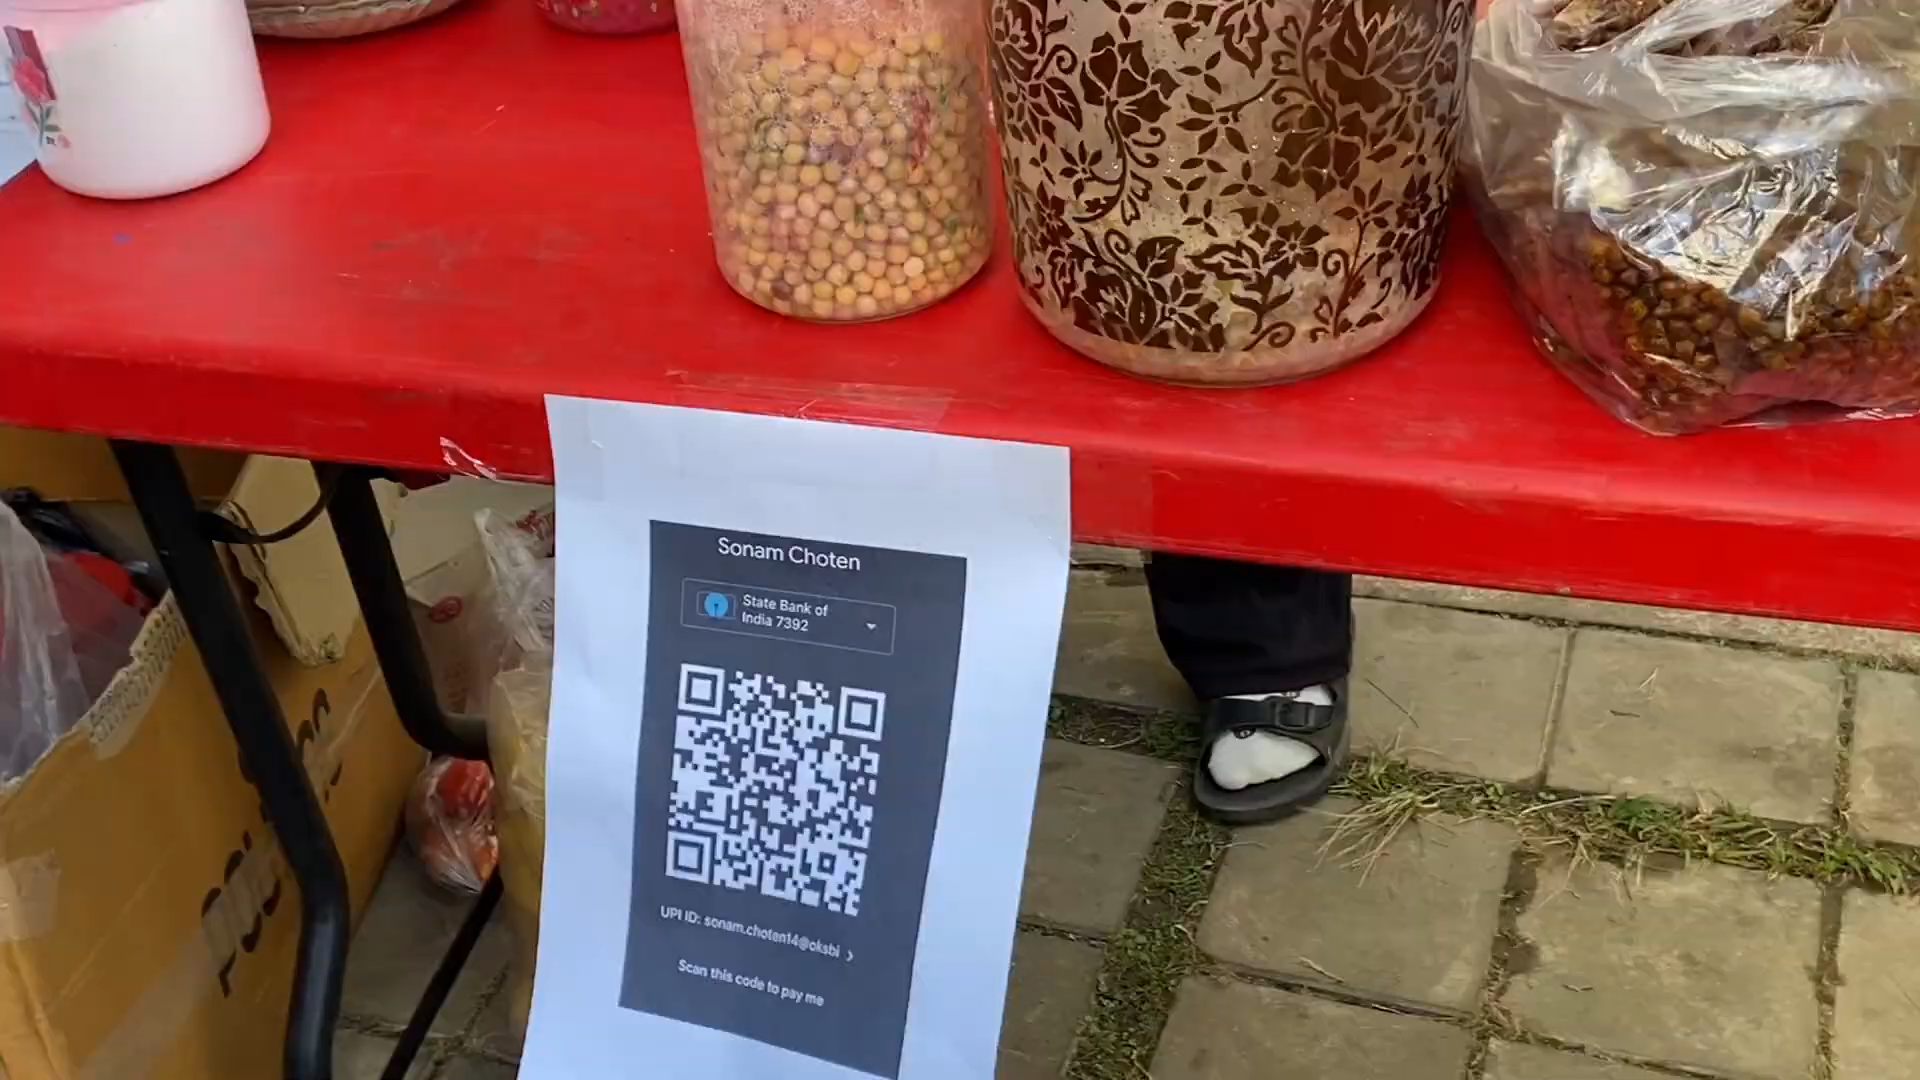 Sonam Choten
State Bank of
India 7392
UPI ID: sonam.choten14@oksbi >
Scan this code to pay me